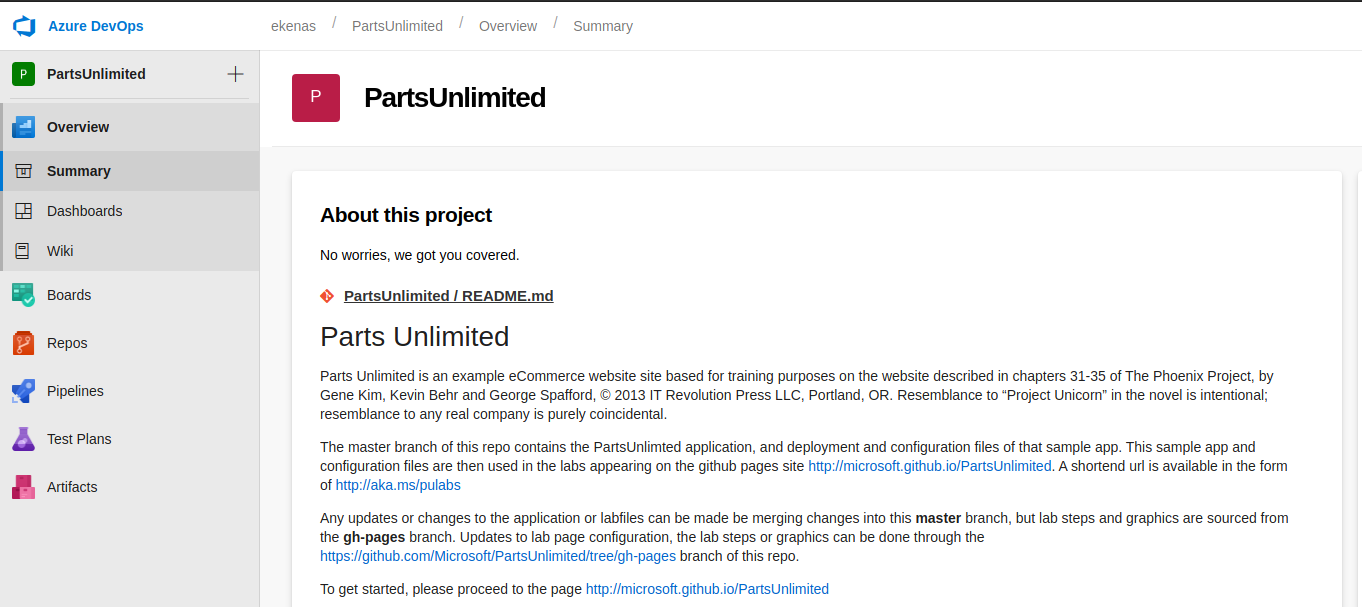 Azure DevOps
ekenas / PartsUnlimited / Overview / Summary
P PartsUnlimited
Overview
Summary
Dashboards
Wiki
Boards
Repos
Pipelines
Test Plans
Artifacts
P PartsUnlimited
About this project
No worries, we got you covered.
PartsUnlimited / README.md
Parts Unlimited
Parts Unlimited is an example eCommerce website site based for training purposes on the website described in chapters 31-35 of The Phoenix Project, by
Gene Kim, Kevin Behr and George Spafford, © 2013 IT Revolution Press LLC, Portland, OR. Resemblance to “Project Unicorn” in the novel is intentional;
resemblance to any real company is purely coincidental.
The master branch of this repo contains the PartsUnlimted application, and deployment and configuration files of that sample app. This sample app and
configuration files are then used in the labs appearing on the github pages site http://microsoft.github.io/PartsUnlimited. A shortend url is available in the form
of http://aka.ms/pulabs
Any updates or changes to the application or labfiles can be made be merging changes into this master branch, but lab steps and graphics are sourced from
the gh-pages branch. Updates to lab page configuration, the lab steps or graphics can be done through the
https://github.com/Microsoft/PartsUnlimited/tree/gh-pages branch of this repo.
To get started, please proceed to the page http://microsoft.github.io/PartsUnlimited